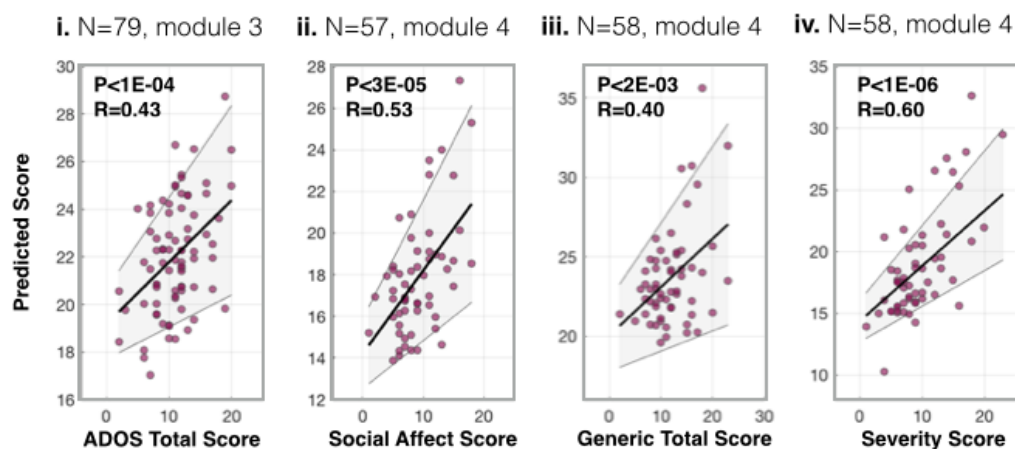 i. N=79, module 3
ii. N=57, module 4
iii. N=58, module 4
iv. N=58, module 4
Predicted Score
30
28
26
24
22
20
18
16
P<1E-04
R=0.43
0
10
20
ADOS Total Score
28
26
24
22
20
18
16
14
12
P<3E-05
R=0.53
0
10
20
Social Affect Score
35
30
25
20
P<2E-03
R=0.40
0
10
20
30
Generic Total Score
35
30
25
20
15
10
P<1E-06
R=0.60
0
10
20
Severity Score